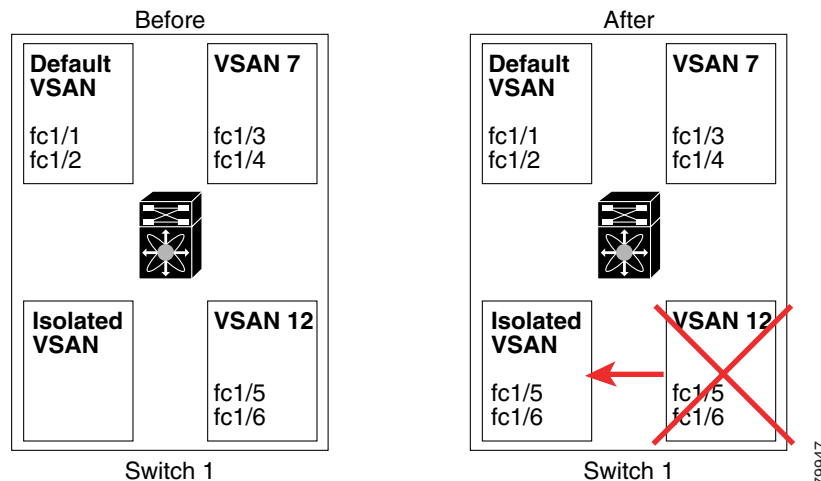 Before
Default
VSAN
fc1/1
fc1/2
VSAN 7
fc1/3
fc1/4
Isolated
VSAN
VSAN 12
fc1/5
fc1/6
Switch 1
After
Default
VSAN
fc1/1
fc1/2
VSAN 7
fc1/3
fc1/4
Isolated
VSAN
fc1/5
fc1/6
VSAN 12
fc1/5
fc1/6
Switch 1
79947